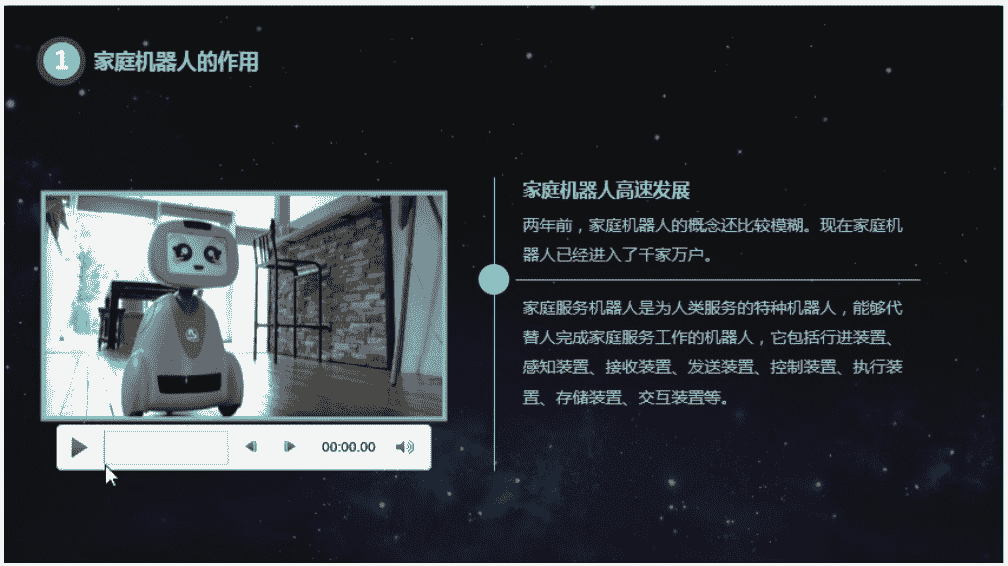 1 家庭机器人的作用
家庭机器人高速发展
两年前，家庭机器人的概念还比较模糊。现在家庭机
器人已经进入了千家万户。
家庭服务机器人是为人类服务的特种机器人，能够代
替人完成家庭服务工作的机器人，它包括行进装置、
感知装置、接收装置、发送装置、控制装置、执行装
置、存储装置、交互装置等。
00:00.00